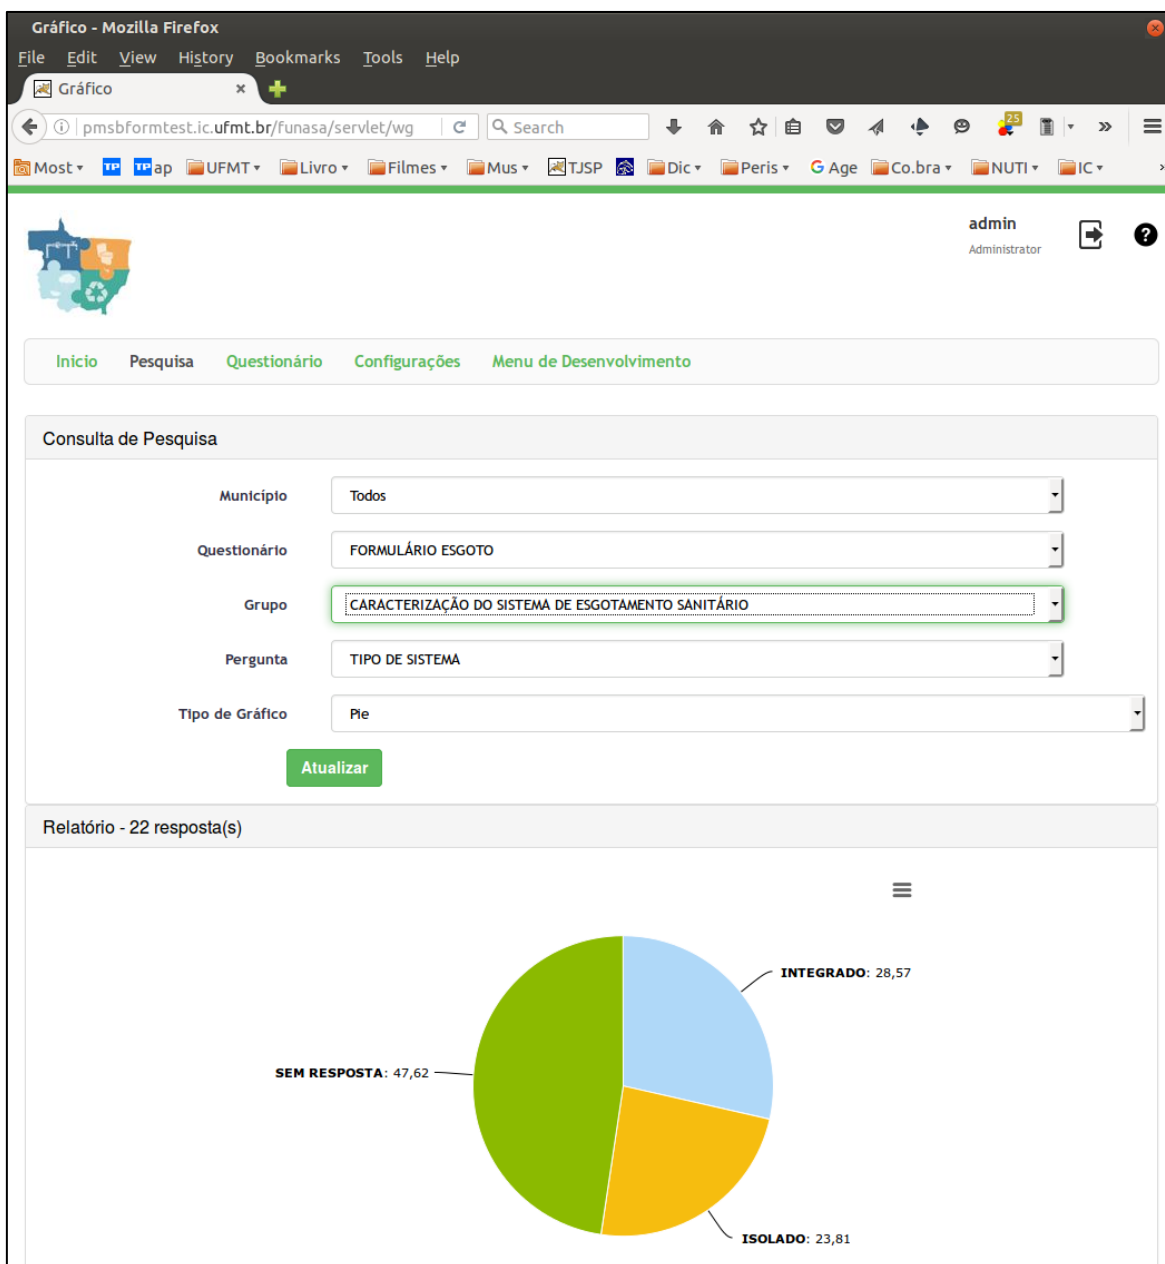 Gráfico - Mozilla Firefox
File Edit View History Bookmarks Tools Help
Gráfico
pmsbformtest.ic.ufmt.br/funasa/servlet/wg Search 25
Most TP TP ap UFMT Livro Filmes Mus TJSP Dic Peris G Age Co.bra NUTI IC
admin
Administrator
Inicio Pesquisa Questionário Configurações Menu de Desenvolvimento
Consulta de Pesquisa
Município Todos
Questionário FORMULÁRIO ESGOTO
Grupo CARACTERIZAÇÃO DO SISTEMA DE ESGOTAMENTO SANITÁRIO
Pergunta TIPO DE SISTEMA
Tipo de Gráfico Pie
Atualizar
Relatório - 22 resposta(s)
INTEGRADO: 28,57
SEM RESPOSTA: 47,62
ISOLADO: 23,81